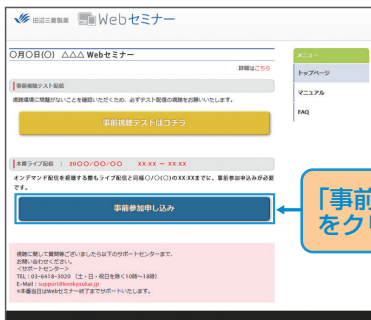 田辺三菱製薬 Webセミナー
○月○日(○) △△△ Webセミナー
詳細はこちら
事前視聴テスト配信
視聴環境に問題がないことを確認いただくため、必ずテスト配信の視聴をお願いいたします。
事前視聴テストはコチラ
本番ライブ配信 : 20○○/○○/○○ XX:XX ～ XX:XX
オンデマンド配信を視聴する際もライブ配信と同様○/○(○)のXX:XXまでに、事前参加申込みが必要
です。
事前参加申し込み
視聴に関して質問等ございましたら以下のサポートセンターまで、
お問い合わせください。
<サポートセンター>
TEL : 03-6418-3020 (土・日・祝日を除く10時～18時)
E-Mail : support@kenkyuukai.jp
※本番当日はWebセミナー終了までサポートいたします。
メニュー
トップページ
マニュアル
FAQ
「事前
をクリ